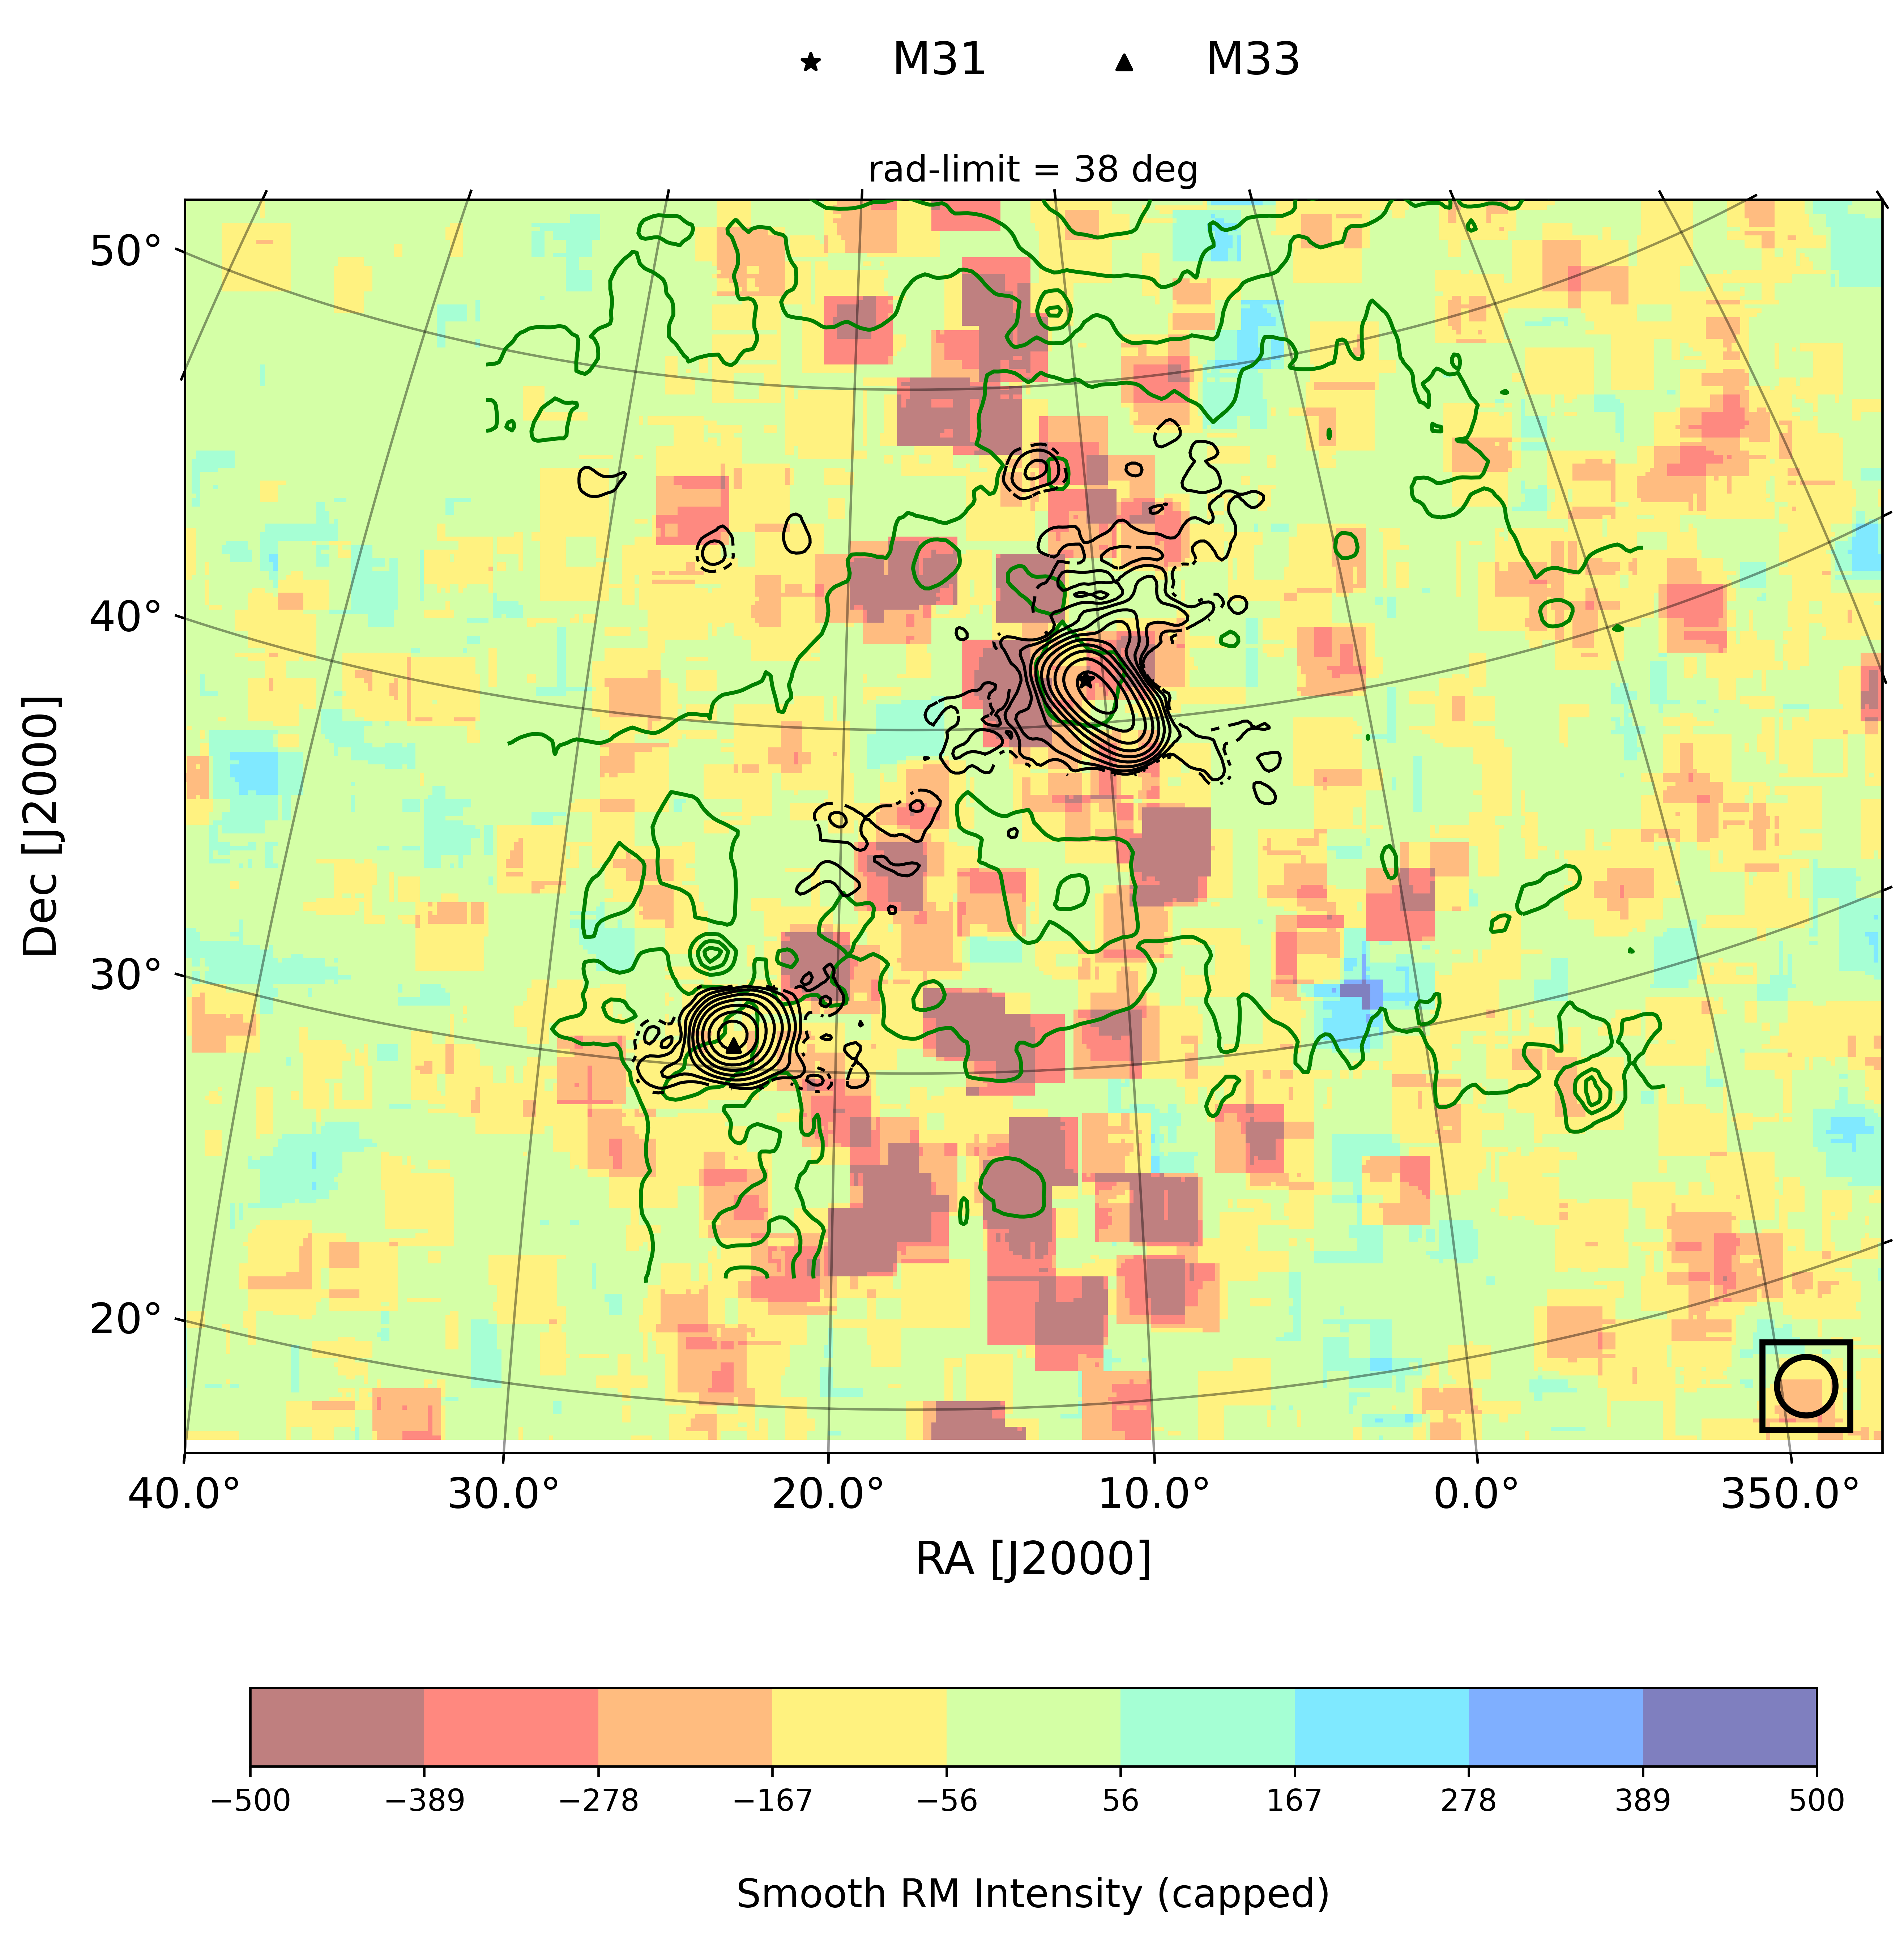 M31 M33
rad-limit = 38 deg
50°
40°
30°
20°
Dec [J2000]
40.0° 30.0° 20.0° 10.0° 0.0° 350.0°
RA [J2000]
−500 −389 −278 −167 −56 56 167 278 389 500
Smooth RM Intensity (capped)